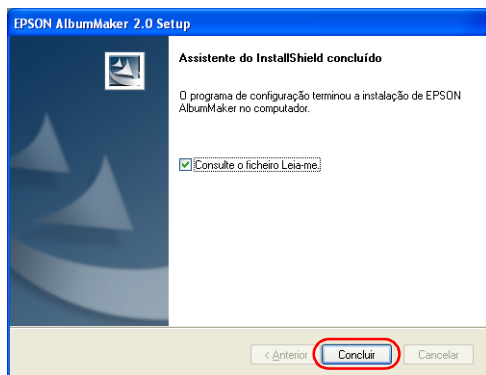 EPSON AlbumMaker 2.0 Setup
Assistente do InstallShield concluído
O programa de configuração terminou a instalação de EPSON
AlbumMaker no computador.
Consulte o ficheiro Leia-me.
< Anterior Concluir Cancelar